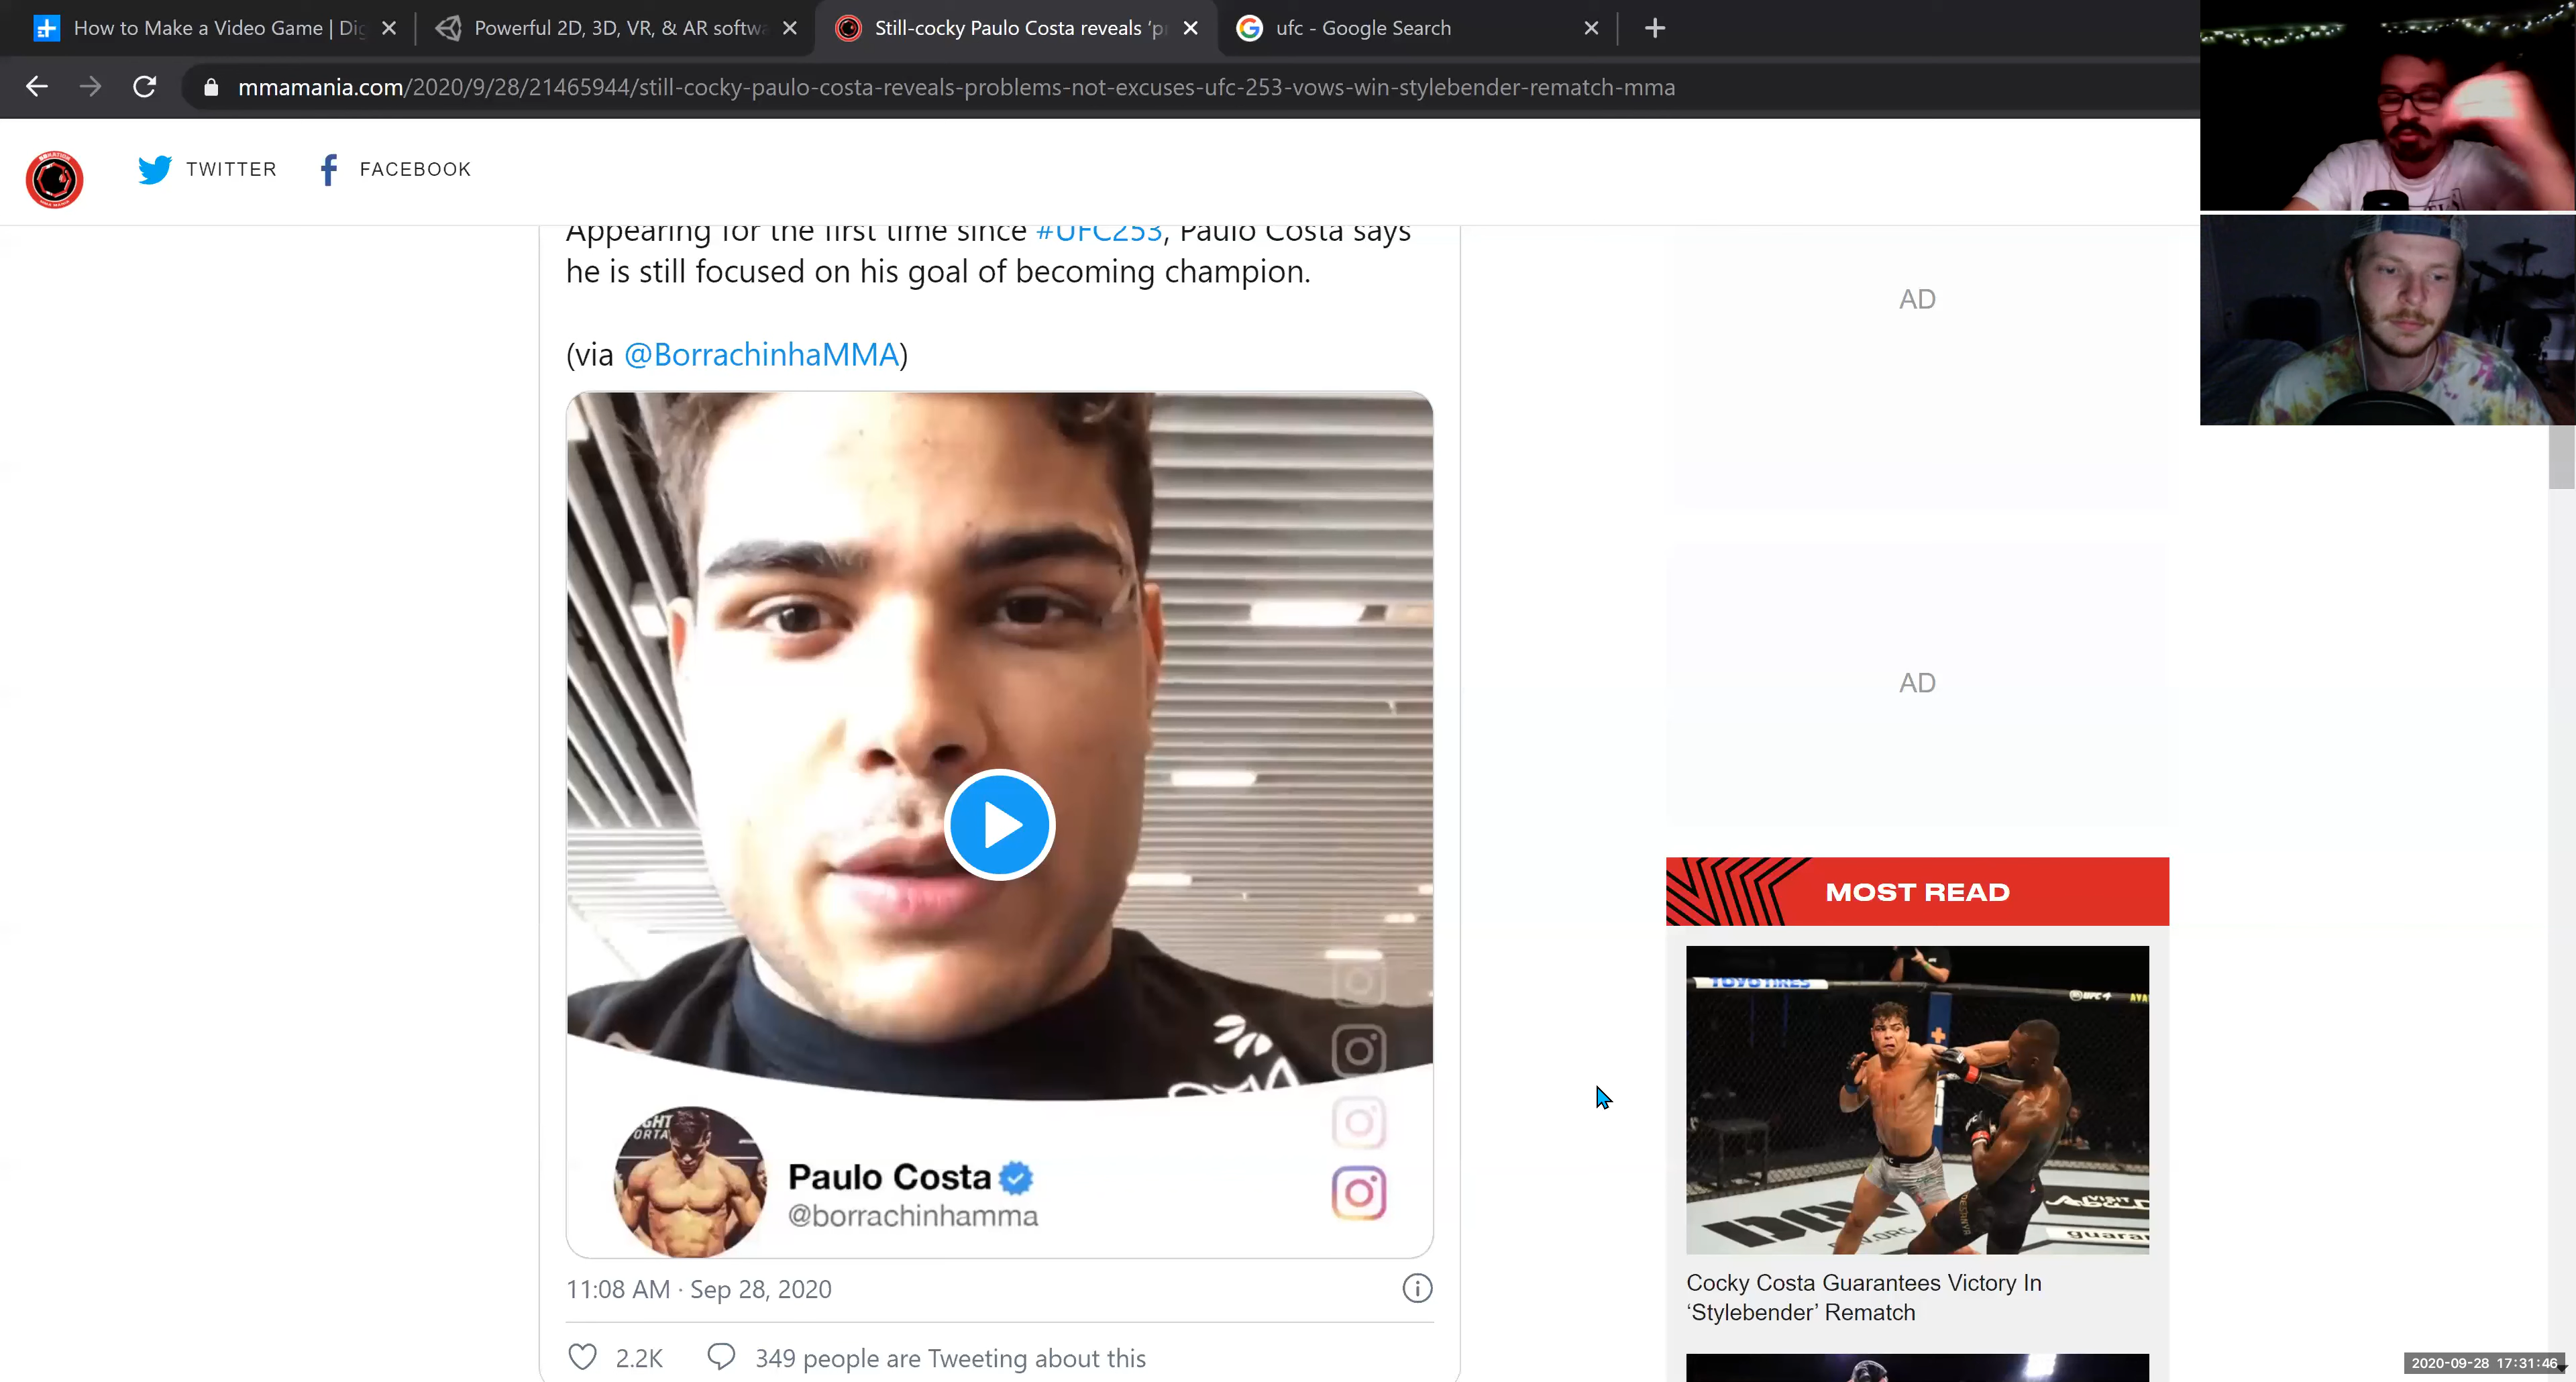 How to Make a Video Game | Dig
Powerful 2D, 3D, VR, & AR softwa
Still-cocky Paulo Costa reveals ‘p
ufc - Google Search
mmamania.com/2020/9/28/21465944/still-cocky-paulo-costa-reveals-problems-not-excuses-ufc-253-vows-win-stylebender-rematch-mma
TWITTER
FACEBOOK
Appearing for the first time since #UFC253, Paulo Costa says
he is still focused on his goal of becoming champion.
(via @BorrachinhaMMA)
Paulo Costa
@borrachinhamma
11:08 AM · Sep 28, 2020
2.2K
349 people are Tweeting about this
AD
AD
MOST READ
TOYO TIRES
UFC 4
Cocky Costa Guarantees Victory In
‘Stylebender’ Rematch
2020-09-28 17:31:46